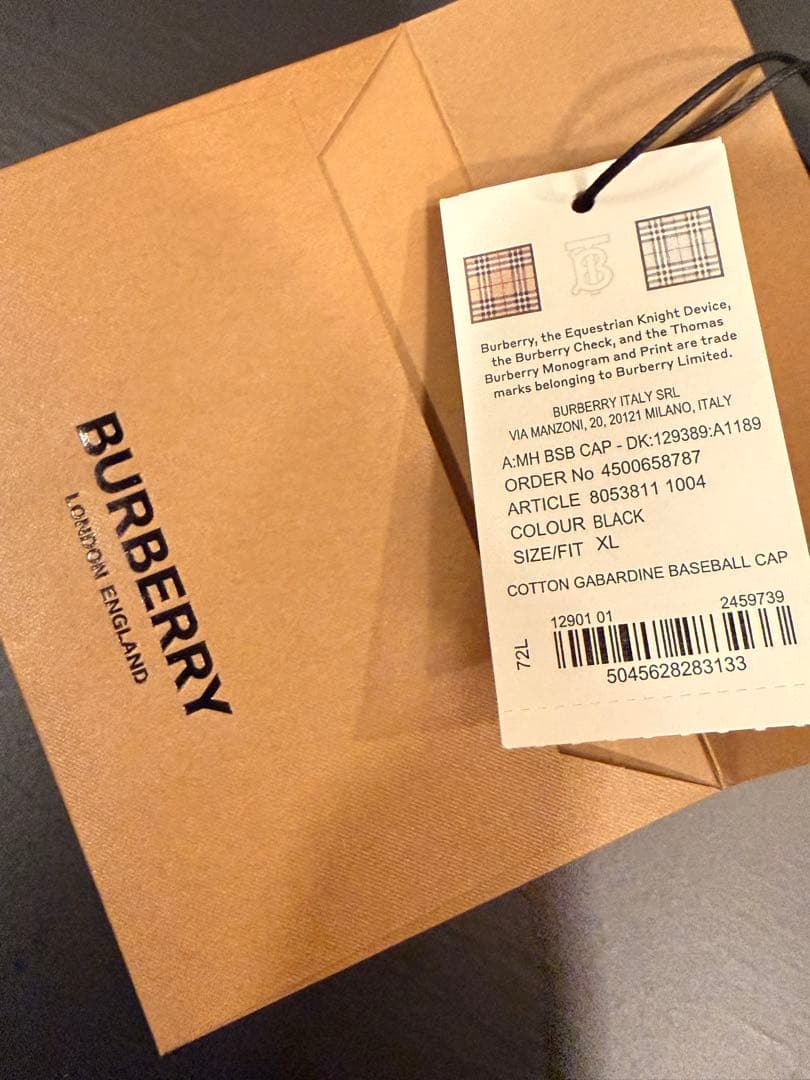 BURBERRY
LONDON ENGLAND
Burberry, the Equestrian Knight Device,
the Burberry Check, and the Thomas
Burberry Monogram and Print are trade
marks belonging to Burberry Limited.
BURBERRY ITALY SRL
VIA MANZONI, 20, 20121 MILANO, ITALY
A:MH BSB CAP - DK:129389:A1189
ORDER No 4500658787
ARTICLE 8053811 1004
COLOUR BLACK
SIZE/FIT XL
COTTON GABARDINE BASEBALL CAP
12901 01 2459739
72L
5045628283133